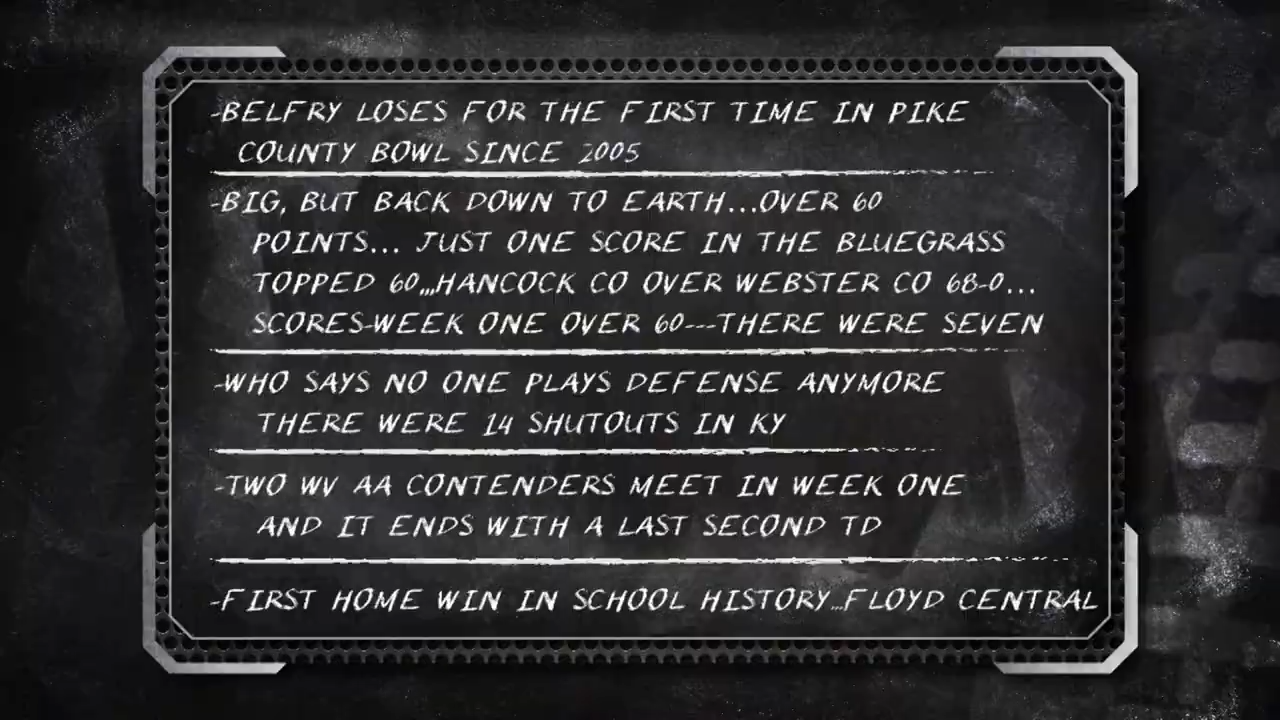 -BELFRY LOSES FOR THE FIRST TIME IN PIKE
COUNTY BOWL SINCE 2005
-BIG, BUT BACK DOWN TO EARTH...OVER 60
POINTS... JUST ONE SCORE IN THE BLUEGRASS
TOPPED 60,,,HANCOCK CO OVER WEBSTER CO 68-0...
SCORES-WEEK ONE OVER 60---THERE WERE SEVEN
-WHO SAYS NO ONE PLAYS DEFENSE ANYMORE
THERE WERE 14 SHUTOUTS IN KY
-TWO WV AA CONTENDERS MEET IN WEEK ONE
AND IT ENDS WITH A LAST SECOND TD
-FIRST HOME WIN IN SCHOOL HISTORY...FLOYD CENTRAL